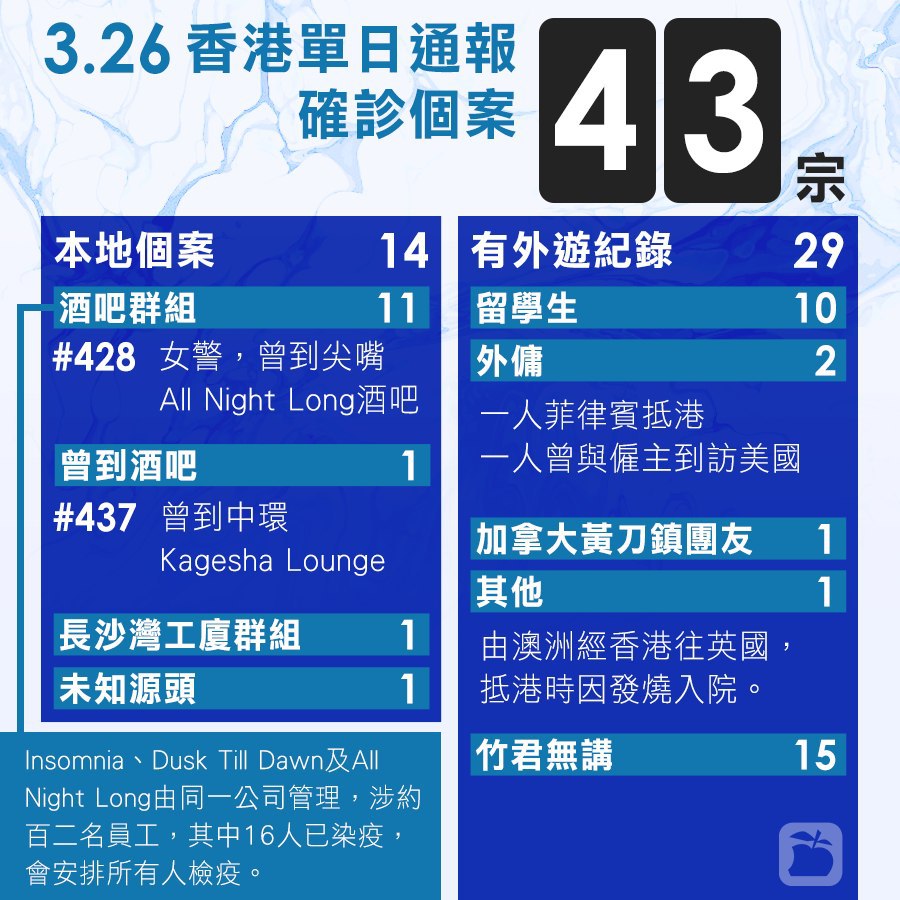 3.26 香港單日通報
確診個案
43
宗
本地個案 14
酒吧群組 11
#428 女警，曾到尖嘴
All Night Long酒吧
曾到酒吧 1
#437 曾到中環
Kagesha Lounge
長沙灣工廈群組 1
未知源頭 1
Insomnia、Dusk Till Dawn及All
Night Long由同一公司管理，涉約
百二名員工，其中16人已染疫，
會安排所有人檢疫。
有外遊紀錄 29
留學生 10
外傭 2
一人菲律賓抵港
一人曾與僱主到訪美國
加拿大黃刀鎮團友 1
其他 1
由澳洲經香港往英國，
抵港時因發燒入院。
竹君無講 15